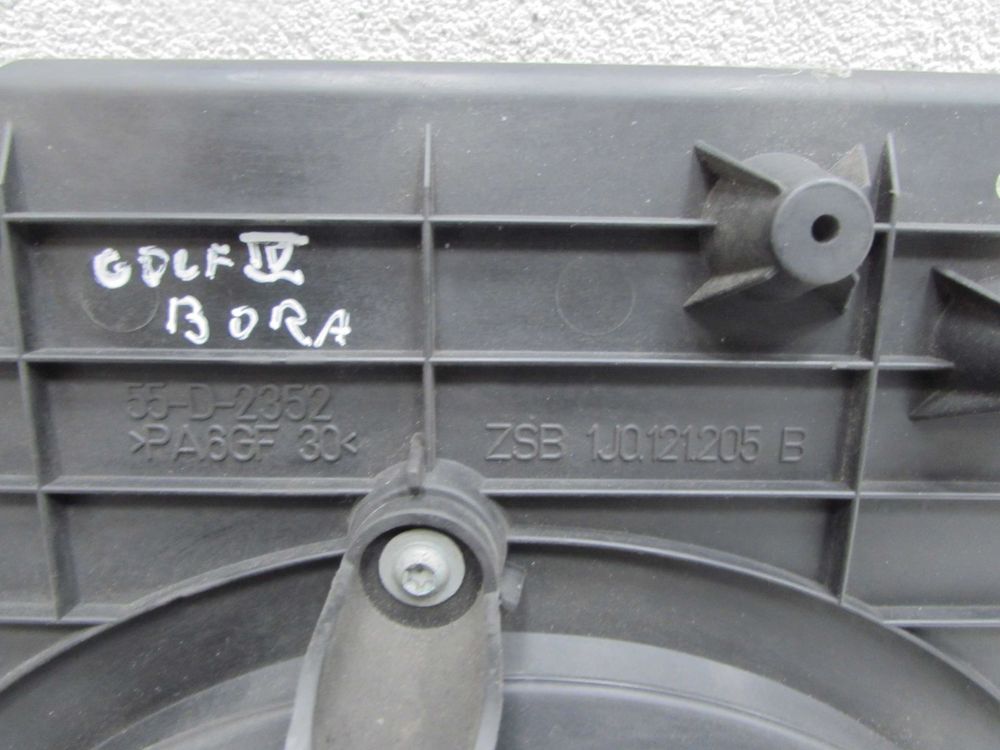 GOLF IV
BORA
55-D-2352
>PA6GF 30<
ZSB 1J0.121.205 B